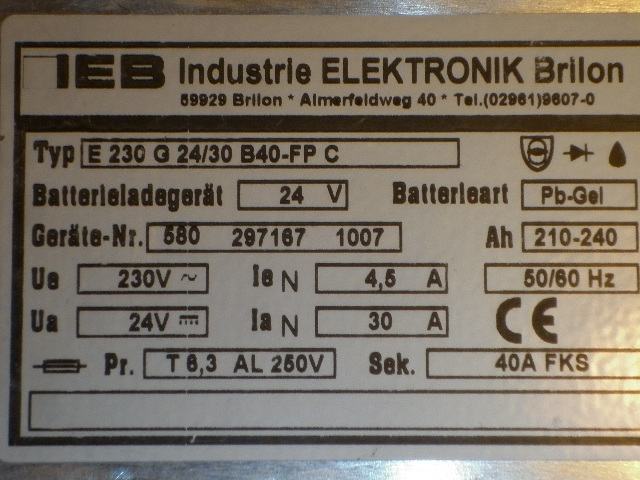 IEB Industrie ELEKTRONIK Brilon
59929 Brilon * Almerfeldweg 40 * Tel.(02961)9607-0
Typ E 230 G 24/30 B40-FP C
Batterieladegerät 24 V Batterieart Pb-Gel
Geräte-Nr. 580 297167 1007 Ah 210-240
Ue 230V ~ Ie N 4,5 A 50/60 Hz
Ua 24V ⎓ Ia N 30 A CE
Pr. T 6,3 AL 250V Sek. 40A FKS